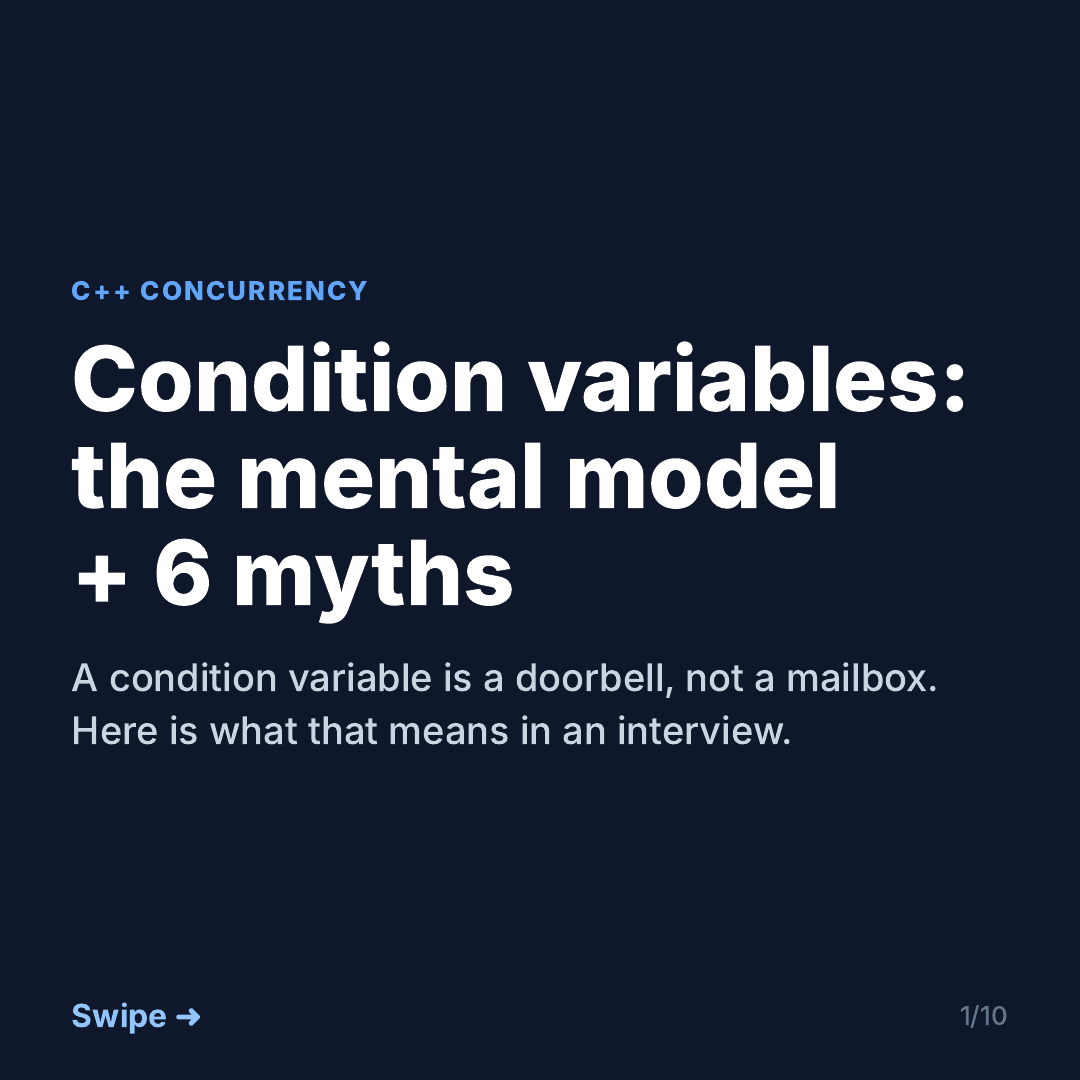 C++ CONCURRENCY
Condition variables:
the mental model
+ 6 myths
A condition variable is a doorbell, not a mailbox.
Here is what that means in an interview.
Swipe ➜
1/10